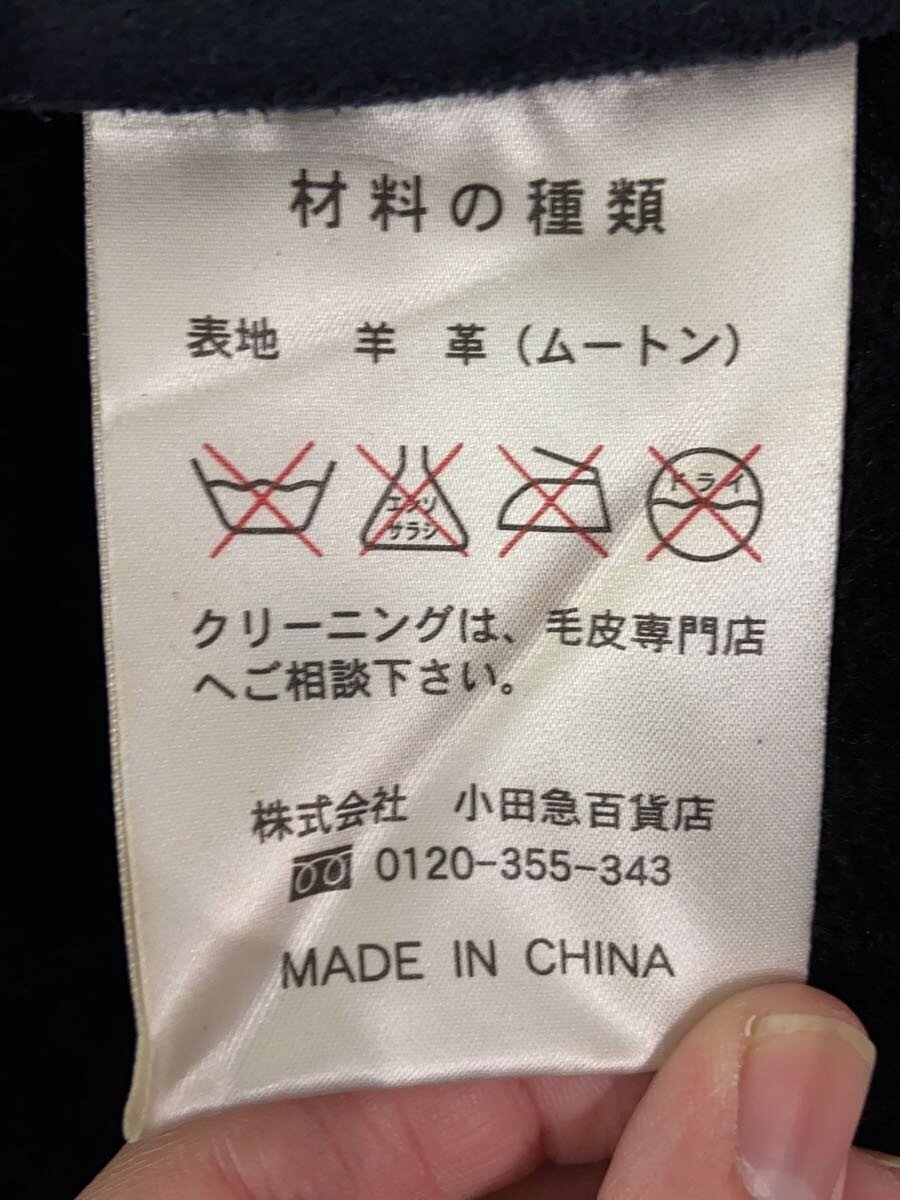 材料の種類
表地 羊革(ムートン)
エンソ
サラシ
ドライ
クリーニングは、毛皮専門店
へご相談下さい。
株式会社 小田急百貨店
0120-355-343
MADE IN CHINA